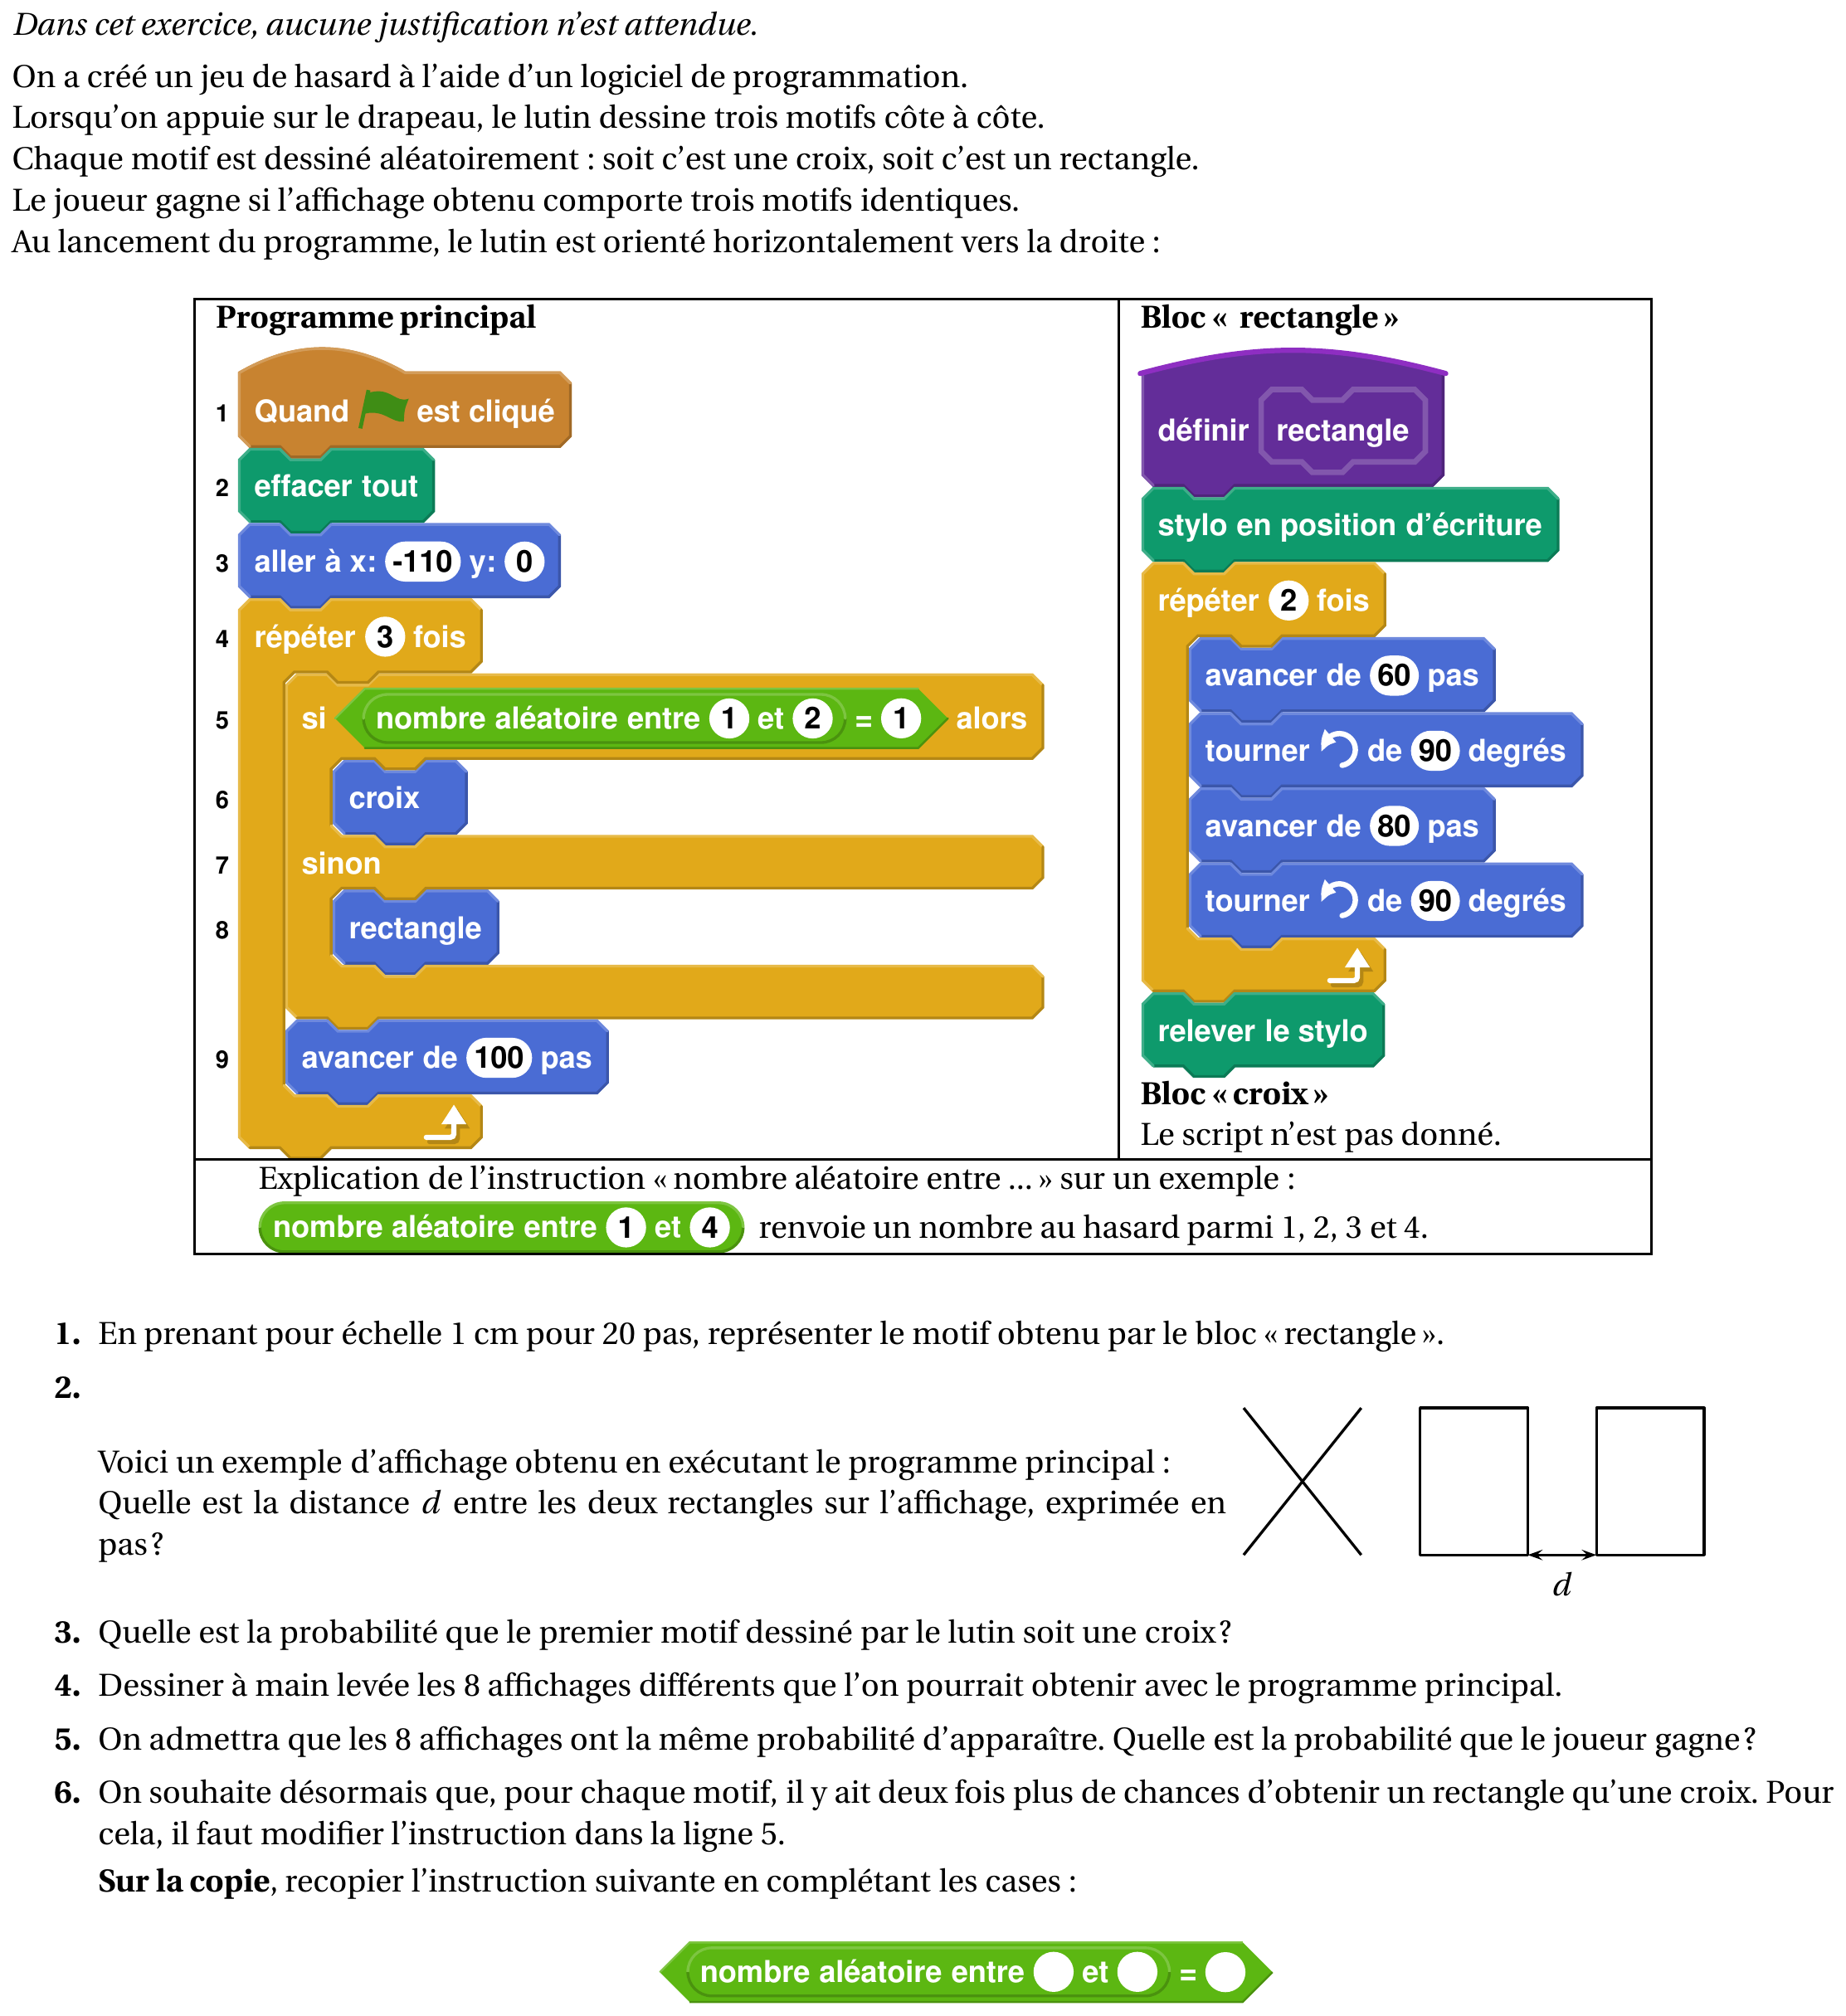 Dans cet exercice, aucune justification n'est attendue.
On a créé un jeu de hasard à l'aide d'un logiciel de programmation.
Lorsqu'on appuie sur le drapeau, le lutin dessine trois motifs côte à côte.
Chaque motif est dessiné aléatoirement : soit c'est une croix, soit c'est un rectangle.
Le joueur gagne si l'affichage obtenu comporte trois motifs identiques.
Au lancement du programme, le lutin est orienté horizontalement vers la droite :
Programme principal
1 Quand est cliqué
2 effacer tout
3 aller à x: -110 y: 0
4 répéter 3 fois
5 si nombre aléatoire entre 1 et 2 = 1 alors
6 croix
7 sinon
8 rectangle
9 avancer de 100 pas
Bloc « rectangle »
définir rectangle
stylo en position d'écriture
répéter 2 fois
avancer de 60 pas
tourner de 90 degrés
avancer de 80 pas
tourner de 90 degrés
relever le stylo
Bloc « croix »
Le script n'est pas donné.
Explication de l'instruction « nombre aléatoire entre ... » sur un exemple :
nombre aléatoire entre 1 et 4 renvoie un nombre au hasard parmi 1, 2, 3 et 4.
1. En prenant pour échelle 1 cm pour 20 pas, représenter le motif obtenu par le bloc « rectangle ».
2.
Voici un exemple d'affichage obtenu en exécutant le programme principal :
Quelle est la distance d entre les deux rectangles sur l'affichage, exprimée en
pas ?
d
3. Quelle est la probabilité que le premier motif dessiné par le lutin soit une croix ?
4. Dessiner à main levée les 8 affichages différents que l'on pourrait obtenir avec le programme principal.
5. On admettra que les 8 affichages ont la même probabilité d'apparaître. Quelle est la probabilité que le joueur gagne ?
6. On souhaite désormais que, pour chaque motif, il y ait deux fois plus de chances d'obtenir un rectangle qu'une croix. Pour
cela, il faut modifier l'instruction dans la ligne 5.
Sur la copie, recopier l'instruction suivante en complétant les cases :
nombre aléatoire entre et =